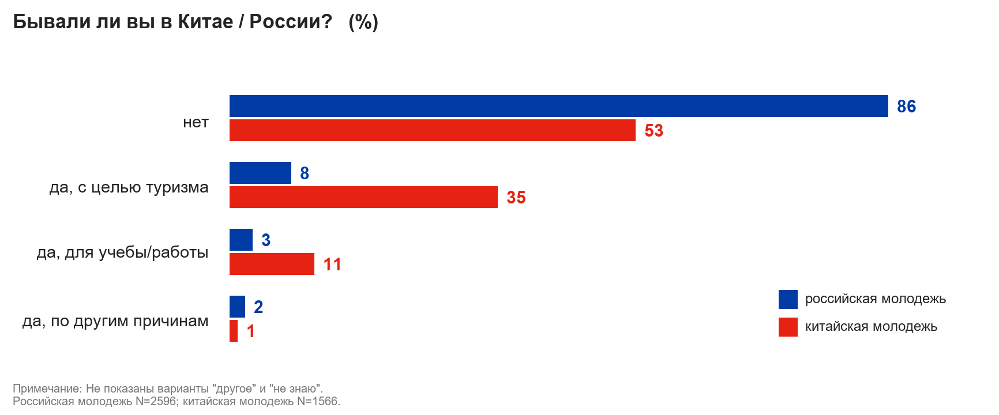 Бывали ли вы в Китае / России? (%)
нет
86
53
да, с целью туризма
8
35
да, для учебы/работы
3
11
да, по другим причинам
2
1
российская молодежь
китайская молодежь
Примечание: Не показаны варианты "другое" и "не знаю".
Российская молодежь N=2596; китайская молодежь N=1566.